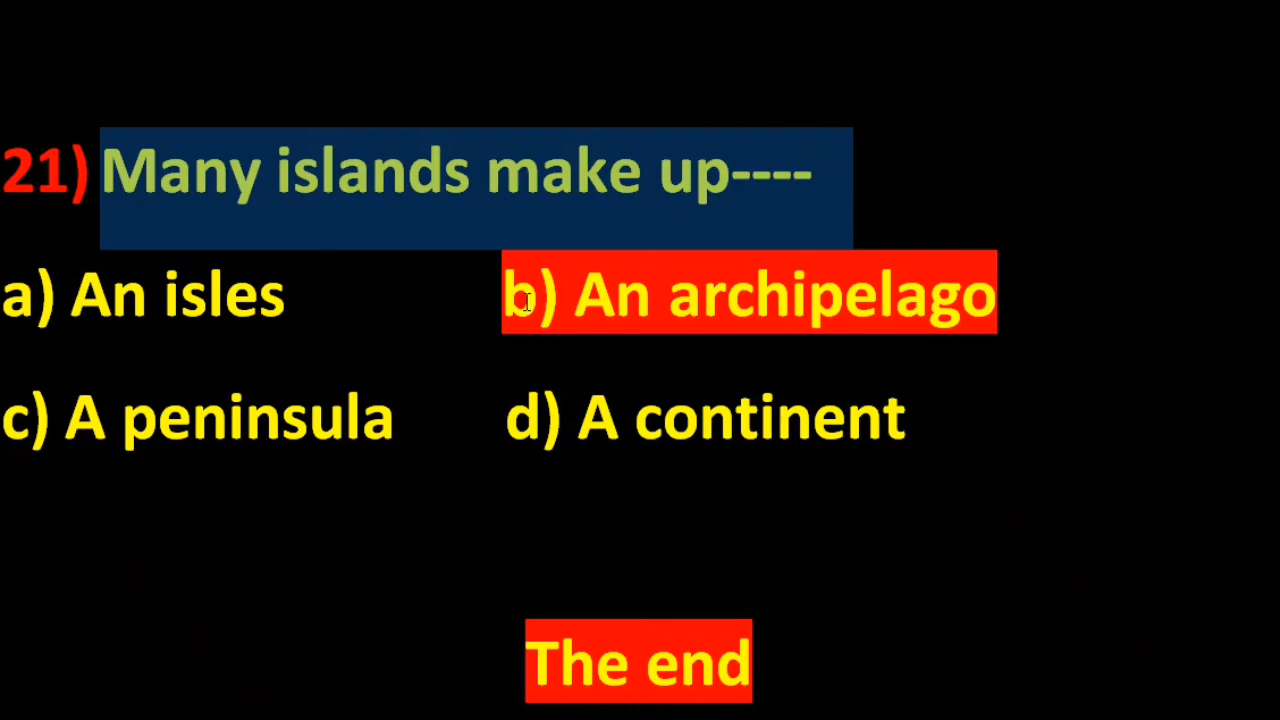 21) Many islands make up----
a) An isles b) An archipelago
c) A peninsula d) A continent
The end